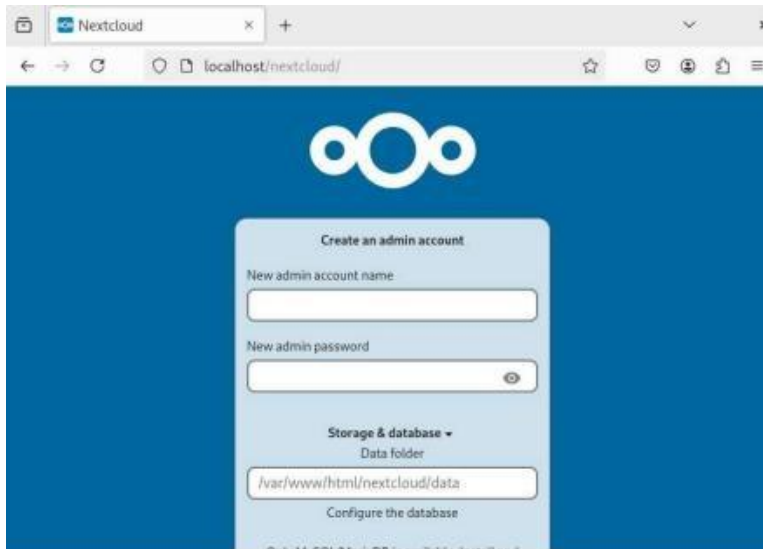 Nextcloud
localhost/nextcloud/
Create an admin account
New admin account name
New admin password
Storage & database
Data folder
/var/www/html/nextcloud/data
Configure the database